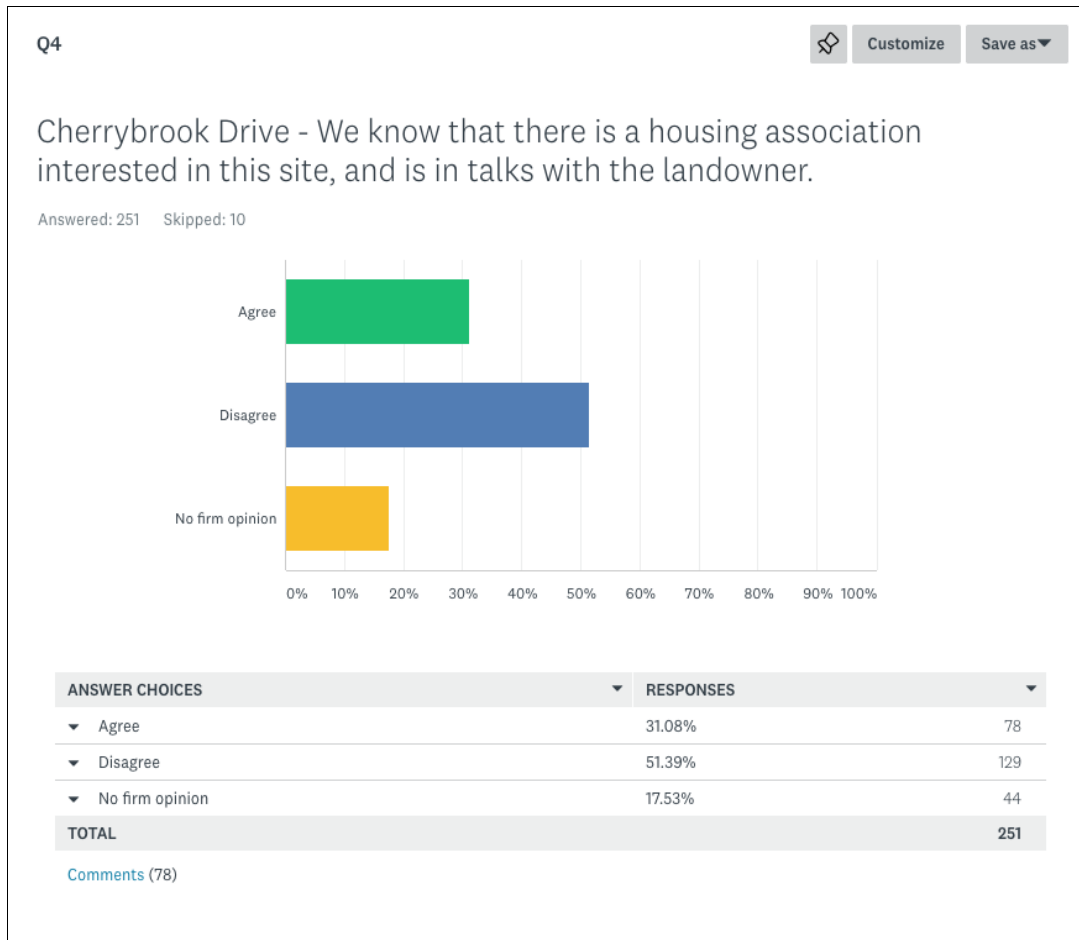 Q4
Customize
Save as
Cherrybrook Drive - We know that there is a housing association
interested in this site, and is in talks with the landowner.
Answered: 251 Skipped: 10
Agree
Disagree
No firm opinion
0% 10% 20% 30% 40% 50% 60% 70% 80% 90% 100%
ANSWER CHOICES RESPONSES
Agree 31.08% 78
Disagree 51.39% 129
No firm opinion 17.53% 44
TOTAL 251
Comments (78)